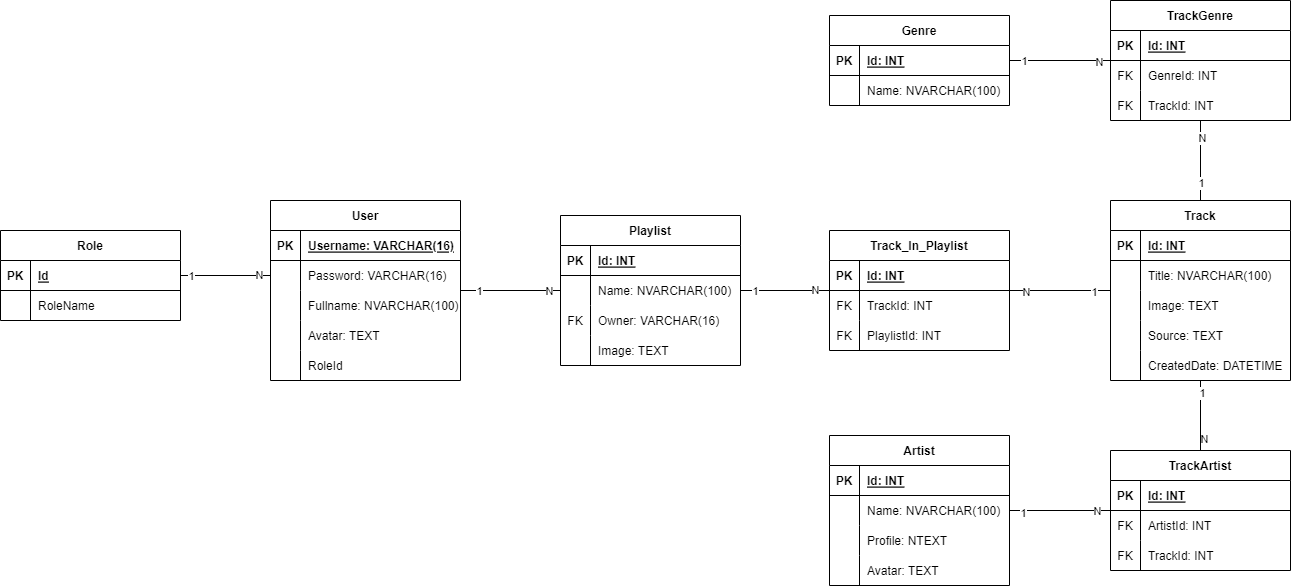 Genre
PK Id: INT
Name: NVARCHAR(100)
1 N
TrackGenre
PK Id: INT
FK GenreId: INT
FK TrackId: INT
N
1
Role
PK Id
RoleName
1 N
User
PK Username: VARCHAR(16)
Password: VARCHAR(16)
Fullname: NVARCHAR(100)
Avatar: TEXT
RoleId
1 N
Playlist
PK Id: INT
Name: NVARCHAR(100)
FK Owner: VARCHAR(16)
Image: TEXT
1 N
Track_In_Playlist
PK Id: INT
FK TrackId: INT
FK PlaylistId: INT
N 1
Track
PK Id: INT
Title: NVARCHAR(100)
Image: TEXT
Source: TEXT
CreatedDate: DATETIME
1
N
Artist
PK Id: INT
Name: NVARCHAR(100)
Profile: NTEXT
Avatar: TEXT
1 N
TrackArtist
PK Id: INT
FK ArtistId: INT
FK TrackId: INT